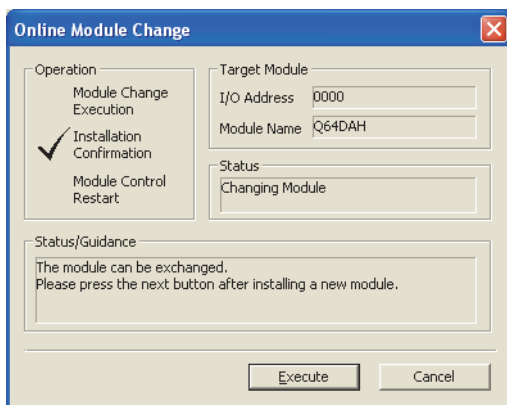 Online Module Change
Operation
Module Change
Execution
Installation
Confirmation
Module Control
Restart
Target Module
I/O Address 0000
Module Name Q64DAH
Status
Changing Module
Status/Guidance
The module can be exchanged.
Please press the next button after installing a new module.
Execute Cancel